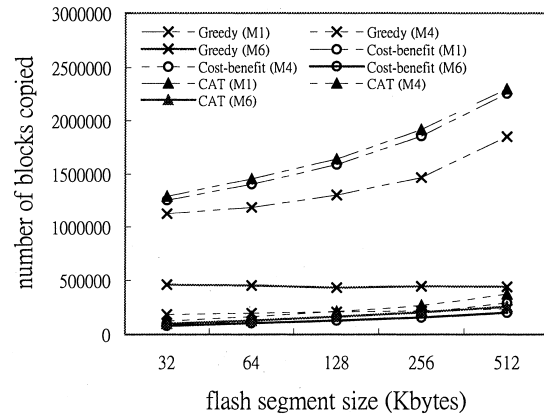 number of blocks copied
3000000
2500000
2000000
1500000
1000000
500000
0
Greedy (M1)
Greedy (M4)
Greedy (M6)
Cost-benefit (M1)
Cost-benefit (M4)
Cost-benefit (M6)
CAT (M1)
CAT (M4)
CAT (M6)
32 64 128 256 512
flash segment size (Kbytes)